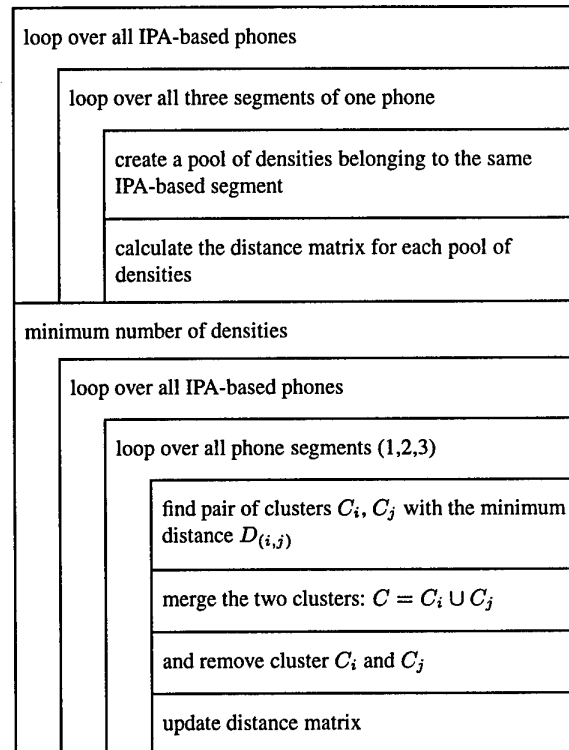 loop over all IPA-based phones
loop over all three segments of one phone
create a pool of densities belonging to the same
IPA-based segment
calculate the distance matrix for each pool of
densities
minimum number of densities
loop over all IPA-based phones
loop over all phone segments (1,2,3)
find pair of clusters $C_i$, $C_j$ with the minimum
distance $D_{(i,j)}$
merge the two clusters: $C = C_i \cup C_j$
and remove cluster $C_i$ and $C_j$
update distance matrix